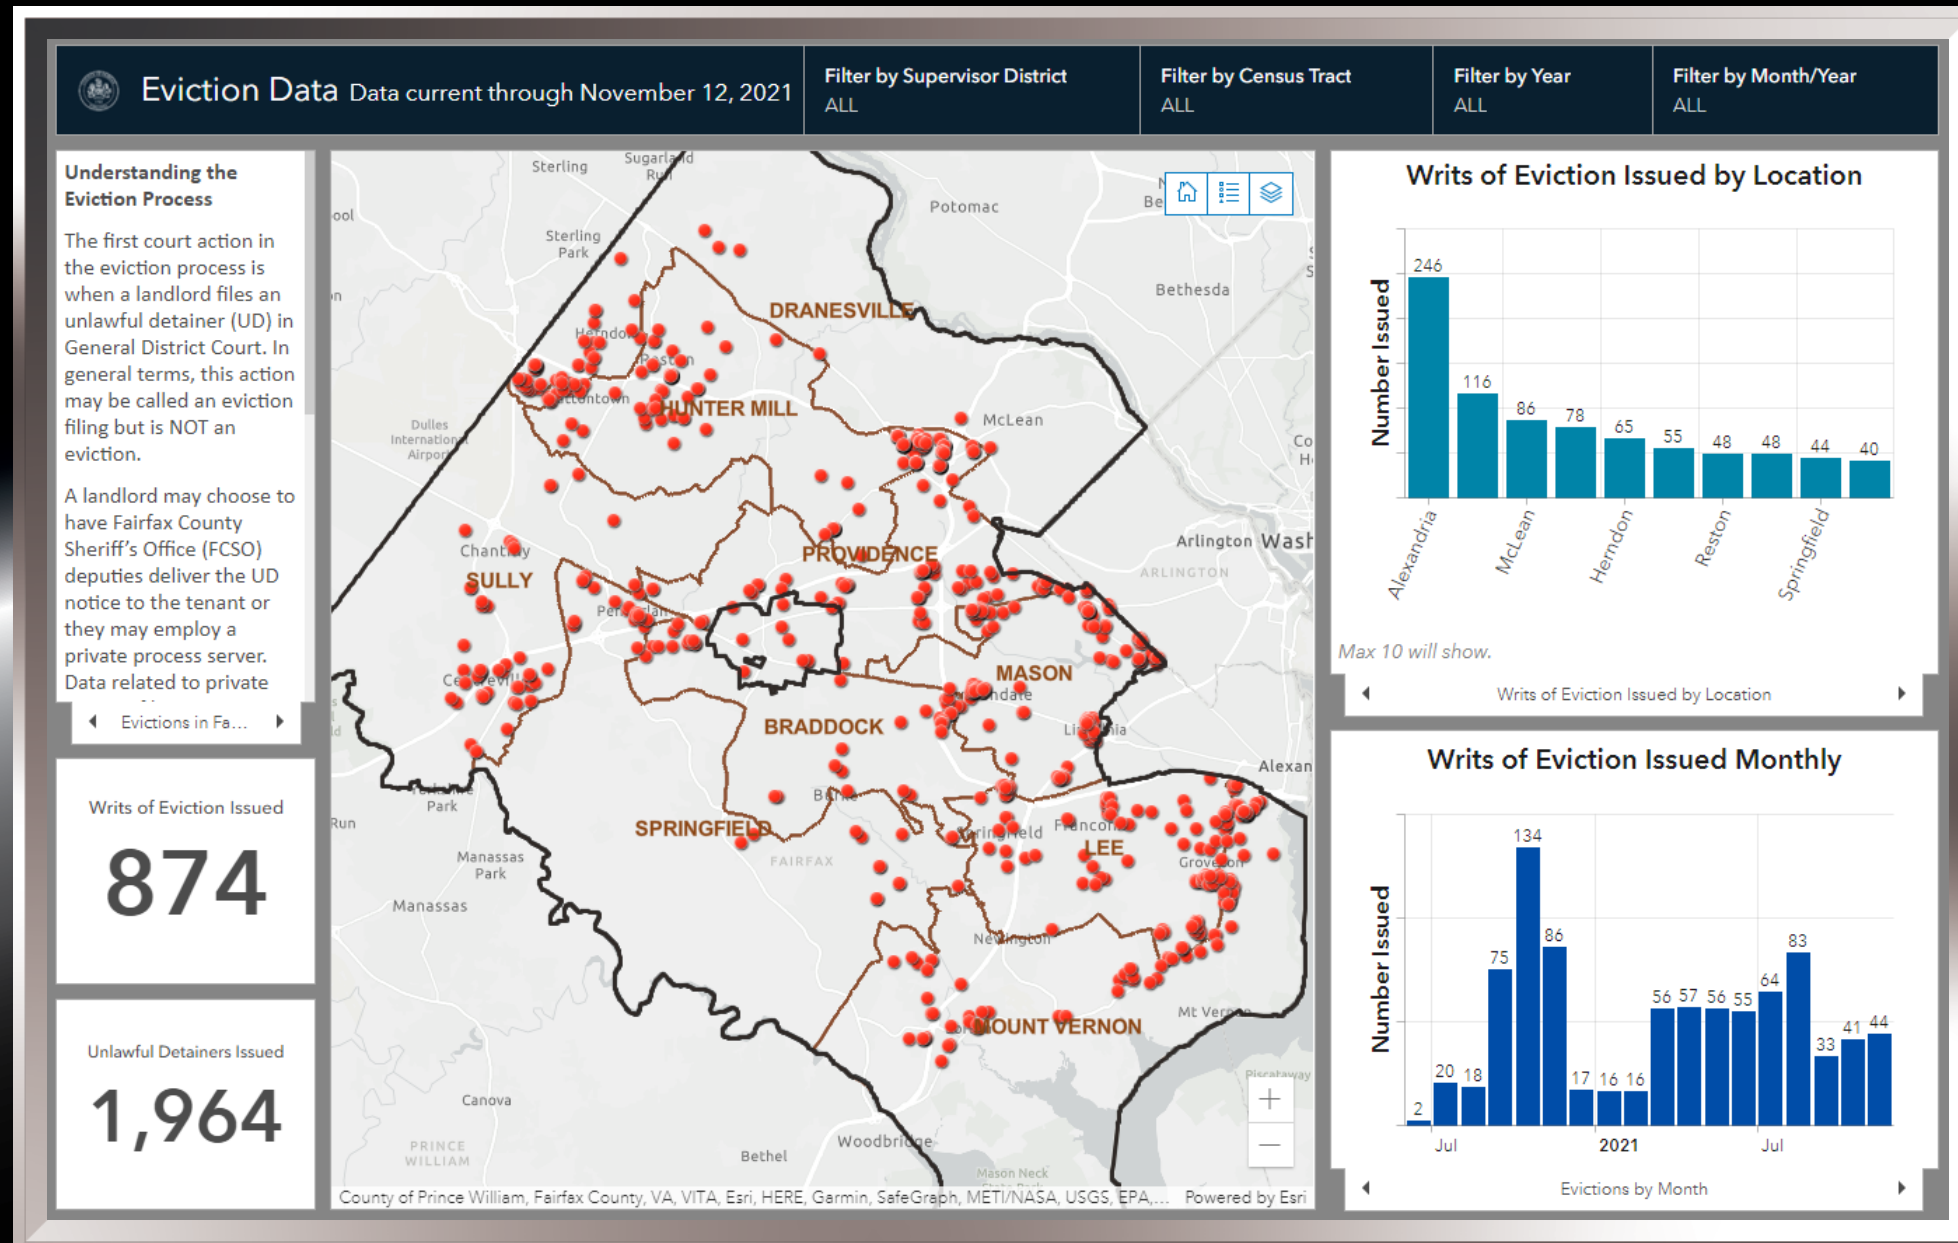 Eviction Data Data current through November 12, 2021
Filter by Supervisor District
ALL
Filter by Census Tract
ALL
Filter by Year
ALL
Filter by Month/Year
ALL
Understanding the
Eviction Process
The first court action in
the eviction process is
when a landlord files an
unlawful detainer (UD) in
General District Court. In
general terms, this action
may be called an eviction
filing but is NOT an
eviction.
A landlord may choose to
have Fairfax County
Sheriff's Office (FCSO)
deputies deliver the UD
notice to the tenant or
they may employ a
private process server.
Data related to private
Evictions in Fa...
Writs of Eviction Issued
874
Unlawful Detainers Issued
1,964
Sterling
Sugarland
Run
Potomac
Sterling
Park
Bethesda
DRANESVILLE
Herndon
Reston
HUNTER MILL
McLean
Dulles
International
Airport
Chantilly
SULLY
PROVIDENCE
Arlington
Wash
ARLINGTON
MASON
BRADDOCK
Alexan
Park
Burke
SPRINGFIELD
Springfield
LEE
FAIRFAX
Groveton
Manassas
Park
Manassas
Newington
MOUNT VERNON
Mt Vernon
Piscataway
Canova
PRINCE
WILLIAM
Bethel
Woodbridge
Mason Neck
County of Prince William, Fairfax County, VA, VITA, Esri, HERE, Garmin, SafeGraph, METI/NASA, USGS, EPA,...
Powered by Esri
Writs of Eviction Issued by Location
Number Issued
246
116
86
78
65
55
48
48
44
40
Alexandria
McLean
Herndon
Reston
Springfield
Max 10 will show.
Writs of Eviction Issued by Location
Writs of Eviction Issued Monthly
Number Issued
2
20
18
75
134
86
17
16
16
56
57
56
55
64
83
33
41
44
Jul
2021
Jul
Evictions by Month